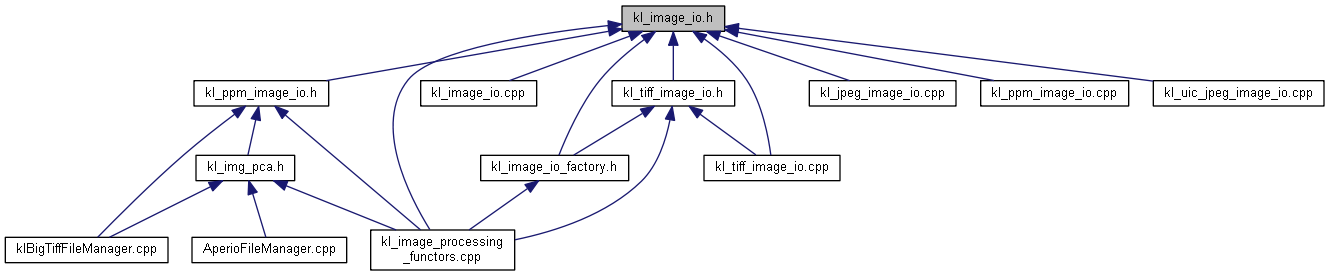 kl_image_io.h
kl_ppm_image_io.h
kl_image_io.cpp
kl_tiff_image_io.h
kl_jpeg_image_io.cpp
kl_ppm_image_io.cpp
kl_uic_jpeg_image_io.cpp
kl_img_pca.h
kl_image_io_factory.h
kl_tiff_image_io.cpp
klBigTiffFileManager.cpp
AperioFileManager.cpp
kl_image_processing
_functors.cpp